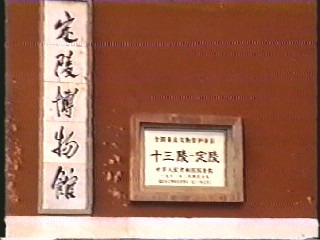 定陵博物馆
全国重点文物保护单位
十三陵-定陵
中华人民共和国国务院